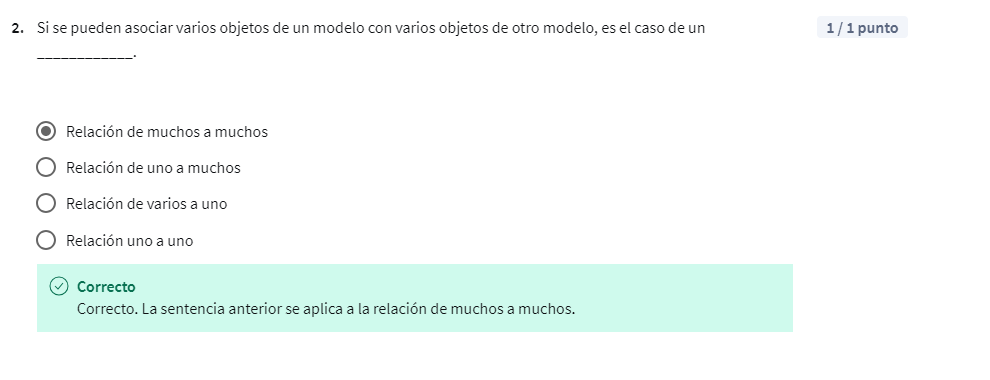 2. Si se pueden asociar varios objetos de un modelo con varios objetos de otro modelo, es el caso de un
____________.
1 / 1 punto
Relación de muchos a muchos
Relación de uno a muchos
Relación de varios a uno
Relación uno a uno
Correcto
Correcto. La sentencia anterior se aplica a la relación de muchos a muchos.